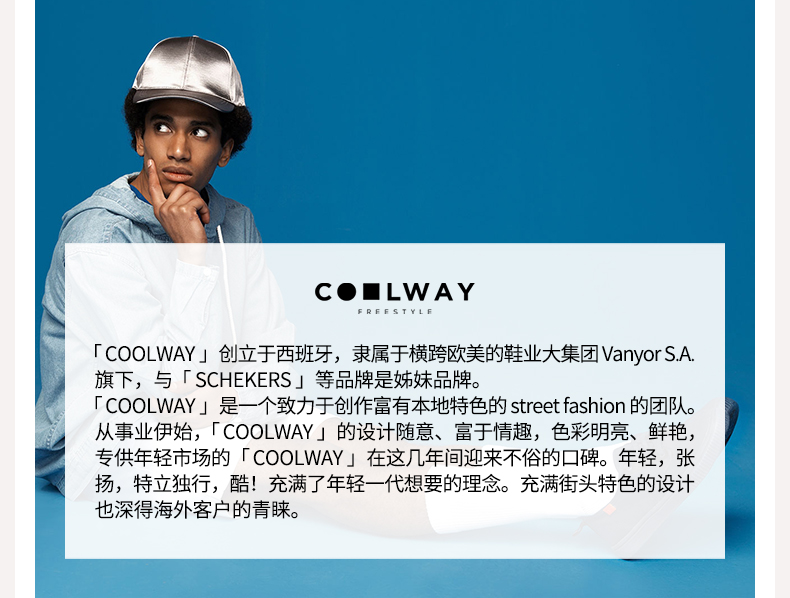 COOLWAY
FREESTYLE
「 COOLWAY 」创立于西班牙，隶属于横跨欧美的鞋业大集团 Vanyor S.A.
旗下，与「 SCHEKERS 」等品牌是姊妹品牌。
「 COOLWAY 」是一个致力于创作富有本地特色的 street fashion 的团队。
从事业伊始，「 COOLWAY 」的设计随意、富于情趣，色彩明亮、鲜艳，
专供年轻市场的「 COOLWAY 」在这几年间迎来不俗的口碑。年轻，张
扬，特立独行，酷！充满了年轻一代想要的理念。充满街头特色的设计
也深得海外客户的青睐。